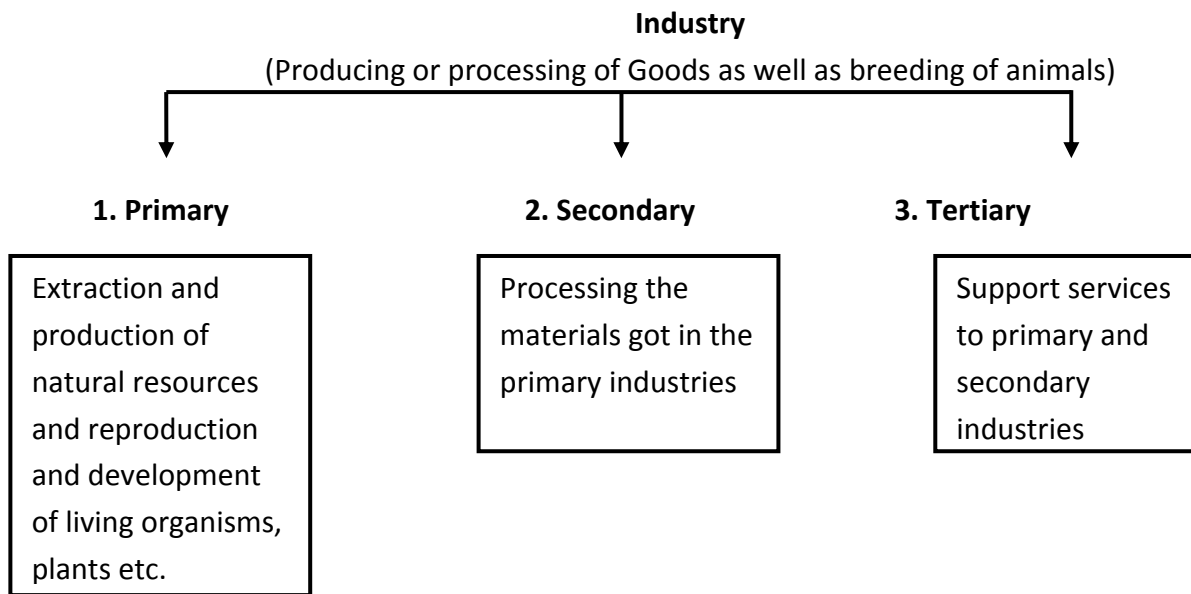 Industry
(Producing or processing of Goods as well as breeding of animals)
1. Primary
2. Secondary
3. Tertiary
Extraction and
production of
natural resources
and reproduction
and development
of living organisms,
plants etc.
Processing the
materials got in the
primary industries
Support services
to primary and
secondary
industries